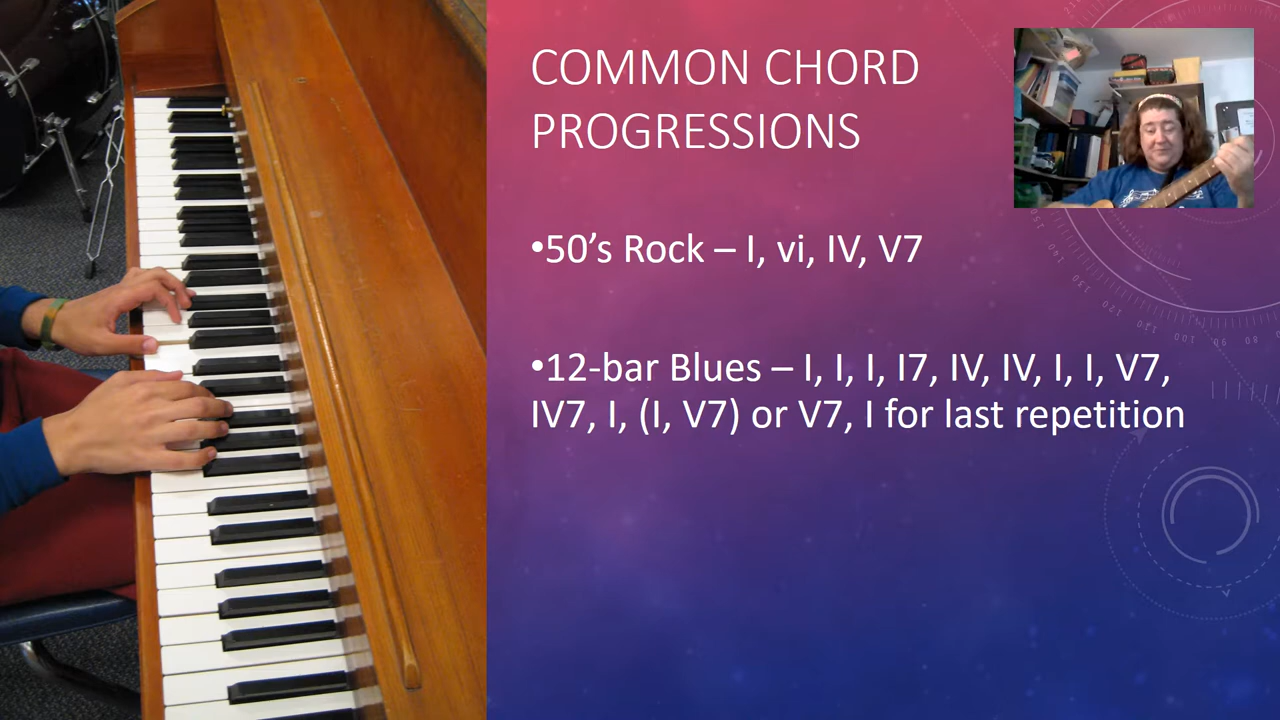 COMMON CHORD
PROGRESSIONS
•50’s Rock – I, vi, IV, V7
•12-bar Blues – I, I, I, I7, IV, IV, I, I, V7,
IV7, I, (I, V7) or V7, I for last repetition